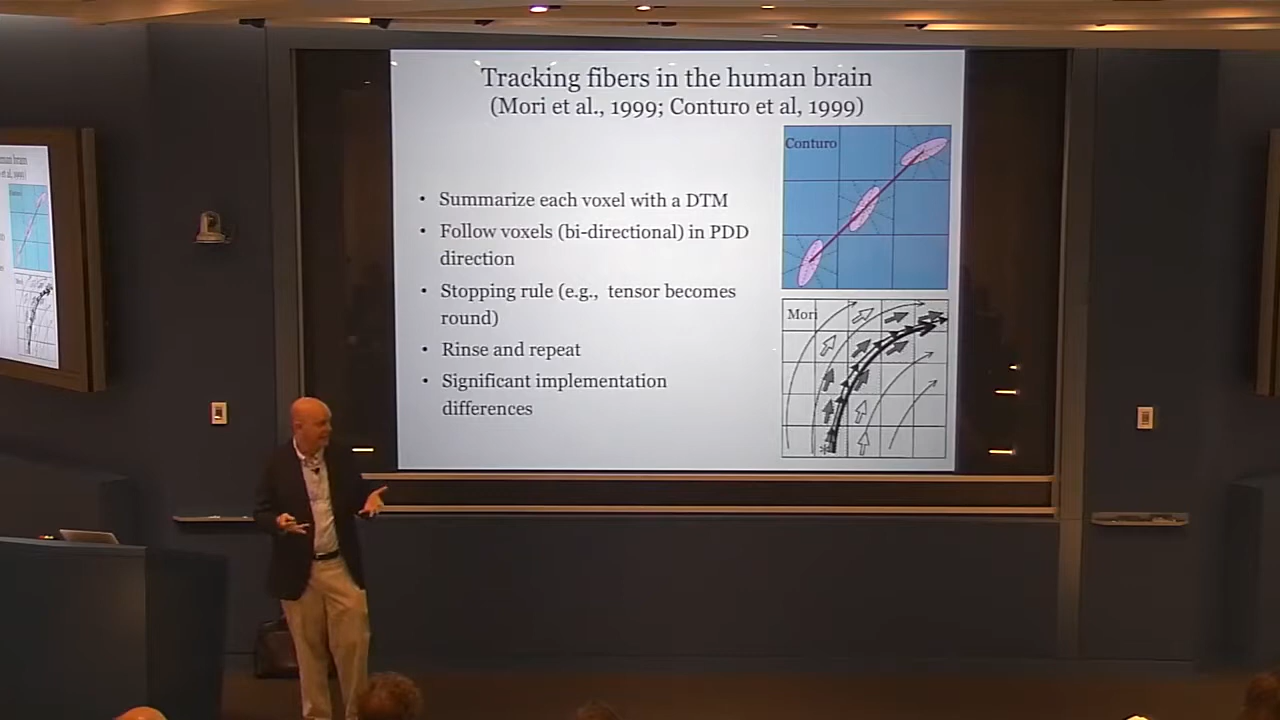 Tracking fibers in the human brain
(Mori et al., 1999; Conturo et al, 1999)
• Summarize each voxel with a DTM
• Follow voxels (bi-directional) in PDD
direction
• Stopping rule (e.g., tensor becomes
round)
• Rinse and repeat
• Significant implementation
differences
Conturo
Mori
*